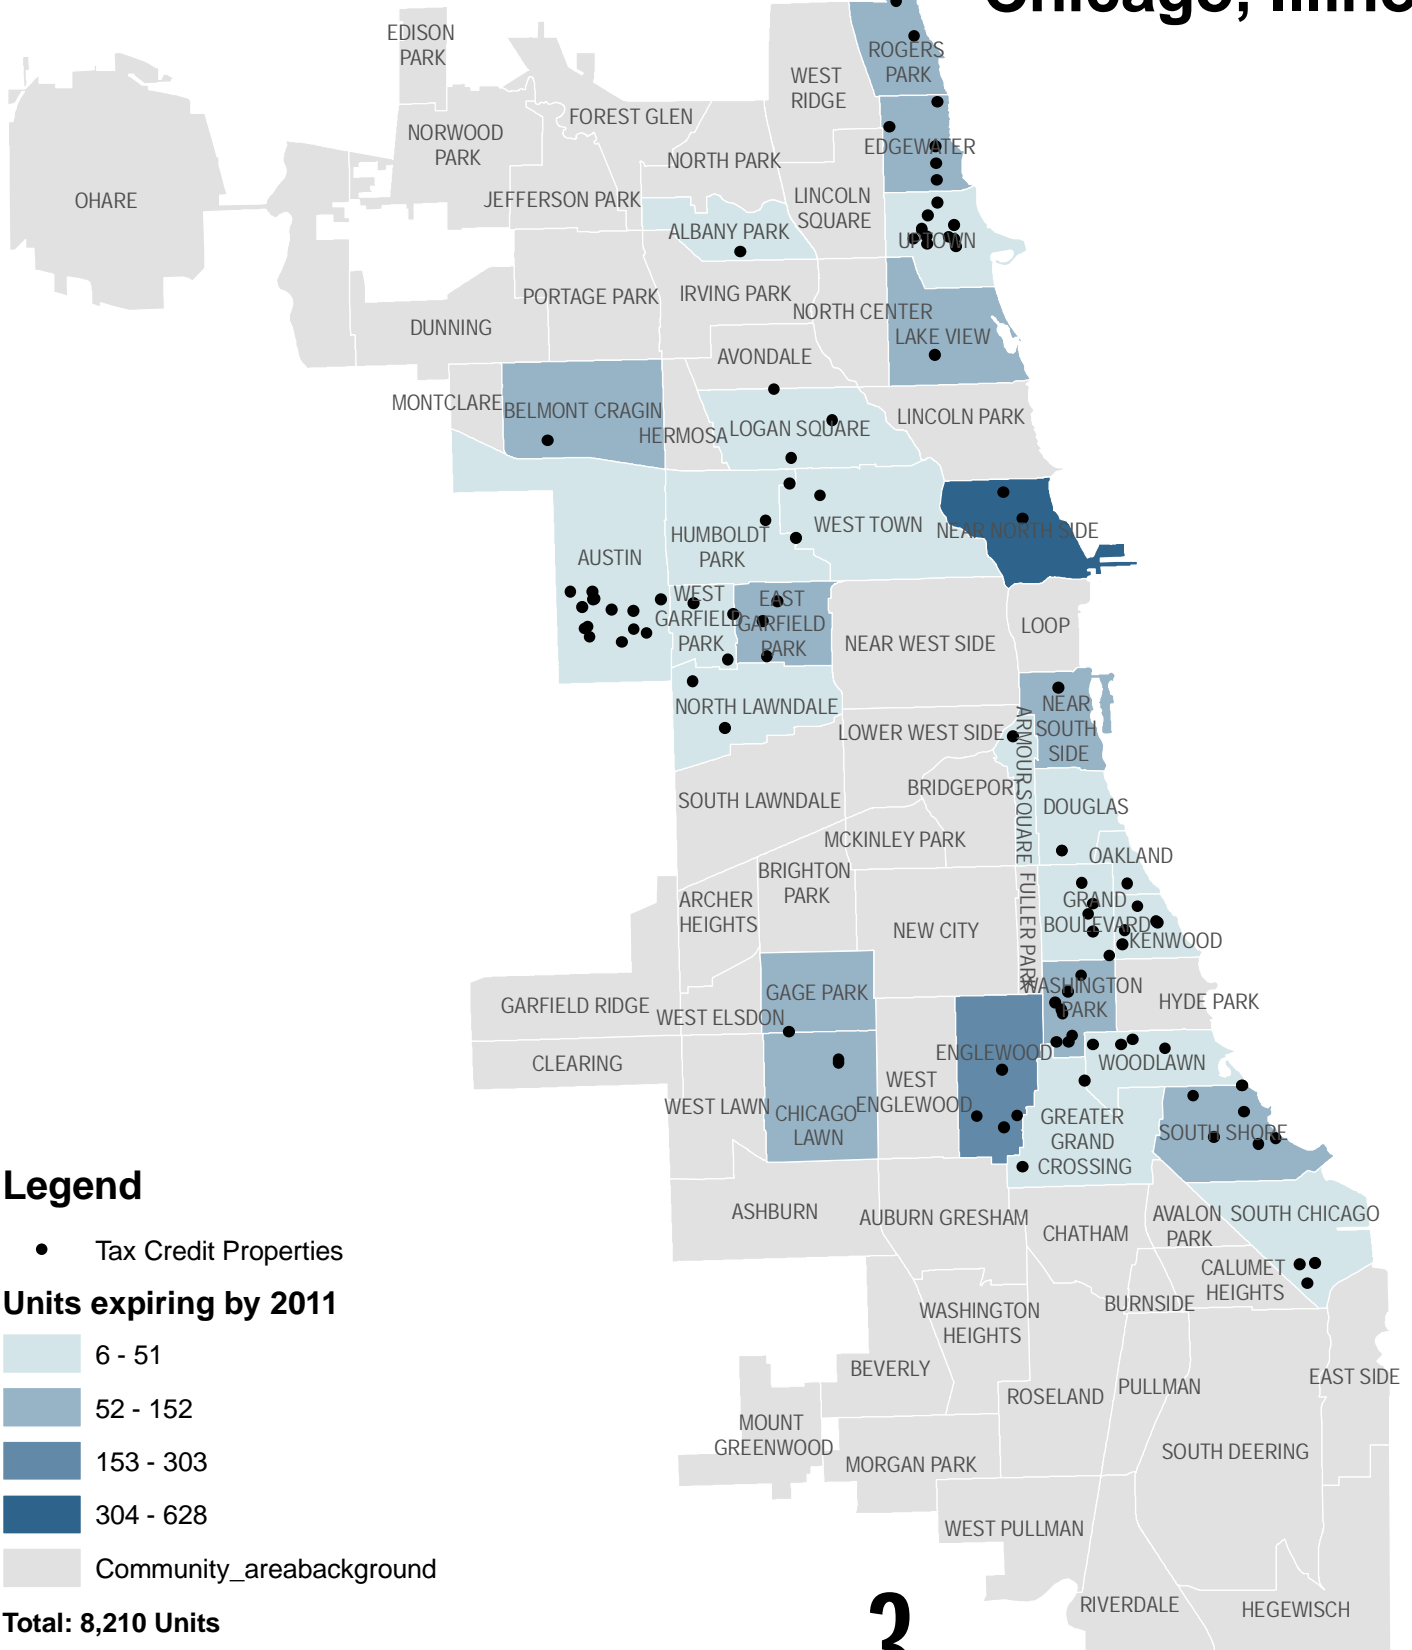 EDISON
PARK
ROGERS
PARK
WEST
RIDGE
FOREST GLEN
NORWOOD
PARK
EDGEWATER
NORTH PARK
OHARE
JEFFERSON PARK
LINCOLN
SQUARE
ALBANY PARK
UPTOWN
PORTAGE PARK
IRVING PARK
NORTH CENTER
DUNNING
LAKE VIEW
AVONDALE
MONTCLARE
BELMONT CRAGIN
HERMOSA
LOGAN SQUARE
LINCOLN PARK
WEST TOWN
NEAR NORTH SIDE
HUMBOLDT
PARK
AUSTIN
WEST
GARFIELD
PARK
EAST
GARFIELD
PARK
NEAR WEST SIDE
LOOP
NORTH LAWNDALE
NEAR
SOUTH
SIDE
LOWER WEST SIDE
ARMOUR SQUARE
SOUTH LAWNDALE
BRIDGEPORT
DOUGLAS
MCKINLEY PARK
OAKLAND
BRIGHTON
PARK
ARCHER
HEIGHTS
FULLER PARK
GRAND
BOULEVARD
NEW CITY
KENWOOD
GAGE PARK
WASHINGTON
PARK
HYDE PARK
GARFIELD RIDGE
WEST ELSDON
CLEARING
ENGLEWOOD
WOODLAWN
WEST
ENGLEWOOD
WEST LAWN
CHICAGO
LAWN
GREATER
GRAND
CROSSING
SOUTH SHORE
ASHBURN
AUBURN GRESHAM
CHATHAM
AVALON
PARK
SOUTH CHICAGO
CALUMET
HEIGHTS
BURNSIDE
WASHINGTON
HEIGHTS
BEVERLY
ROSELAND
PULLMAN
EAST SIDE
MOUNT
GREENWOOD
MORGAN PARK
SOUTH DEERING
WEST PULLMAN
RIVERDALE
HEGEWISCH
Legend
Tax Credit Properties
Units expiring by 2011
6 - 51
52 - 152
153 - 303
304 - 628
Community_areabackground
Total: 8,210 Units
3